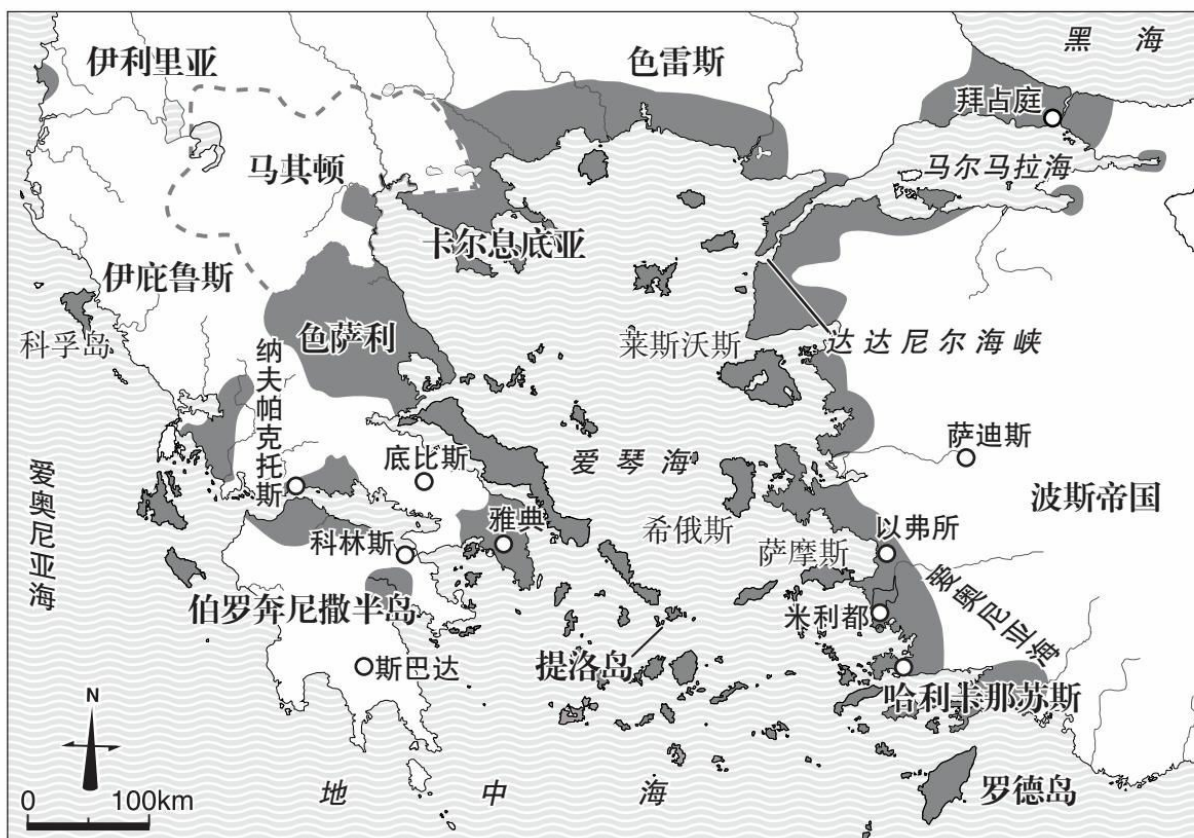 黑海
伊利里亚
色雷斯
拜占庭
马其顿
马尔马拉海
卡尔息底亚
伊庇鲁斯
科孚岛
色萨利
莱斯沃斯
达达尼尔海峡
纳夫帕克托斯
底比斯
爱琴海
萨迪斯
爱奥尼亚海
波斯帝国
雅典
希俄斯
以弗所
科林斯
萨摩斯
爱奥尼亚海
伯罗奔尼撒半岛
米利都
提洛岛
斯巴达
哈利卡那苏斯
N
地中海
罗德岛
0 100km